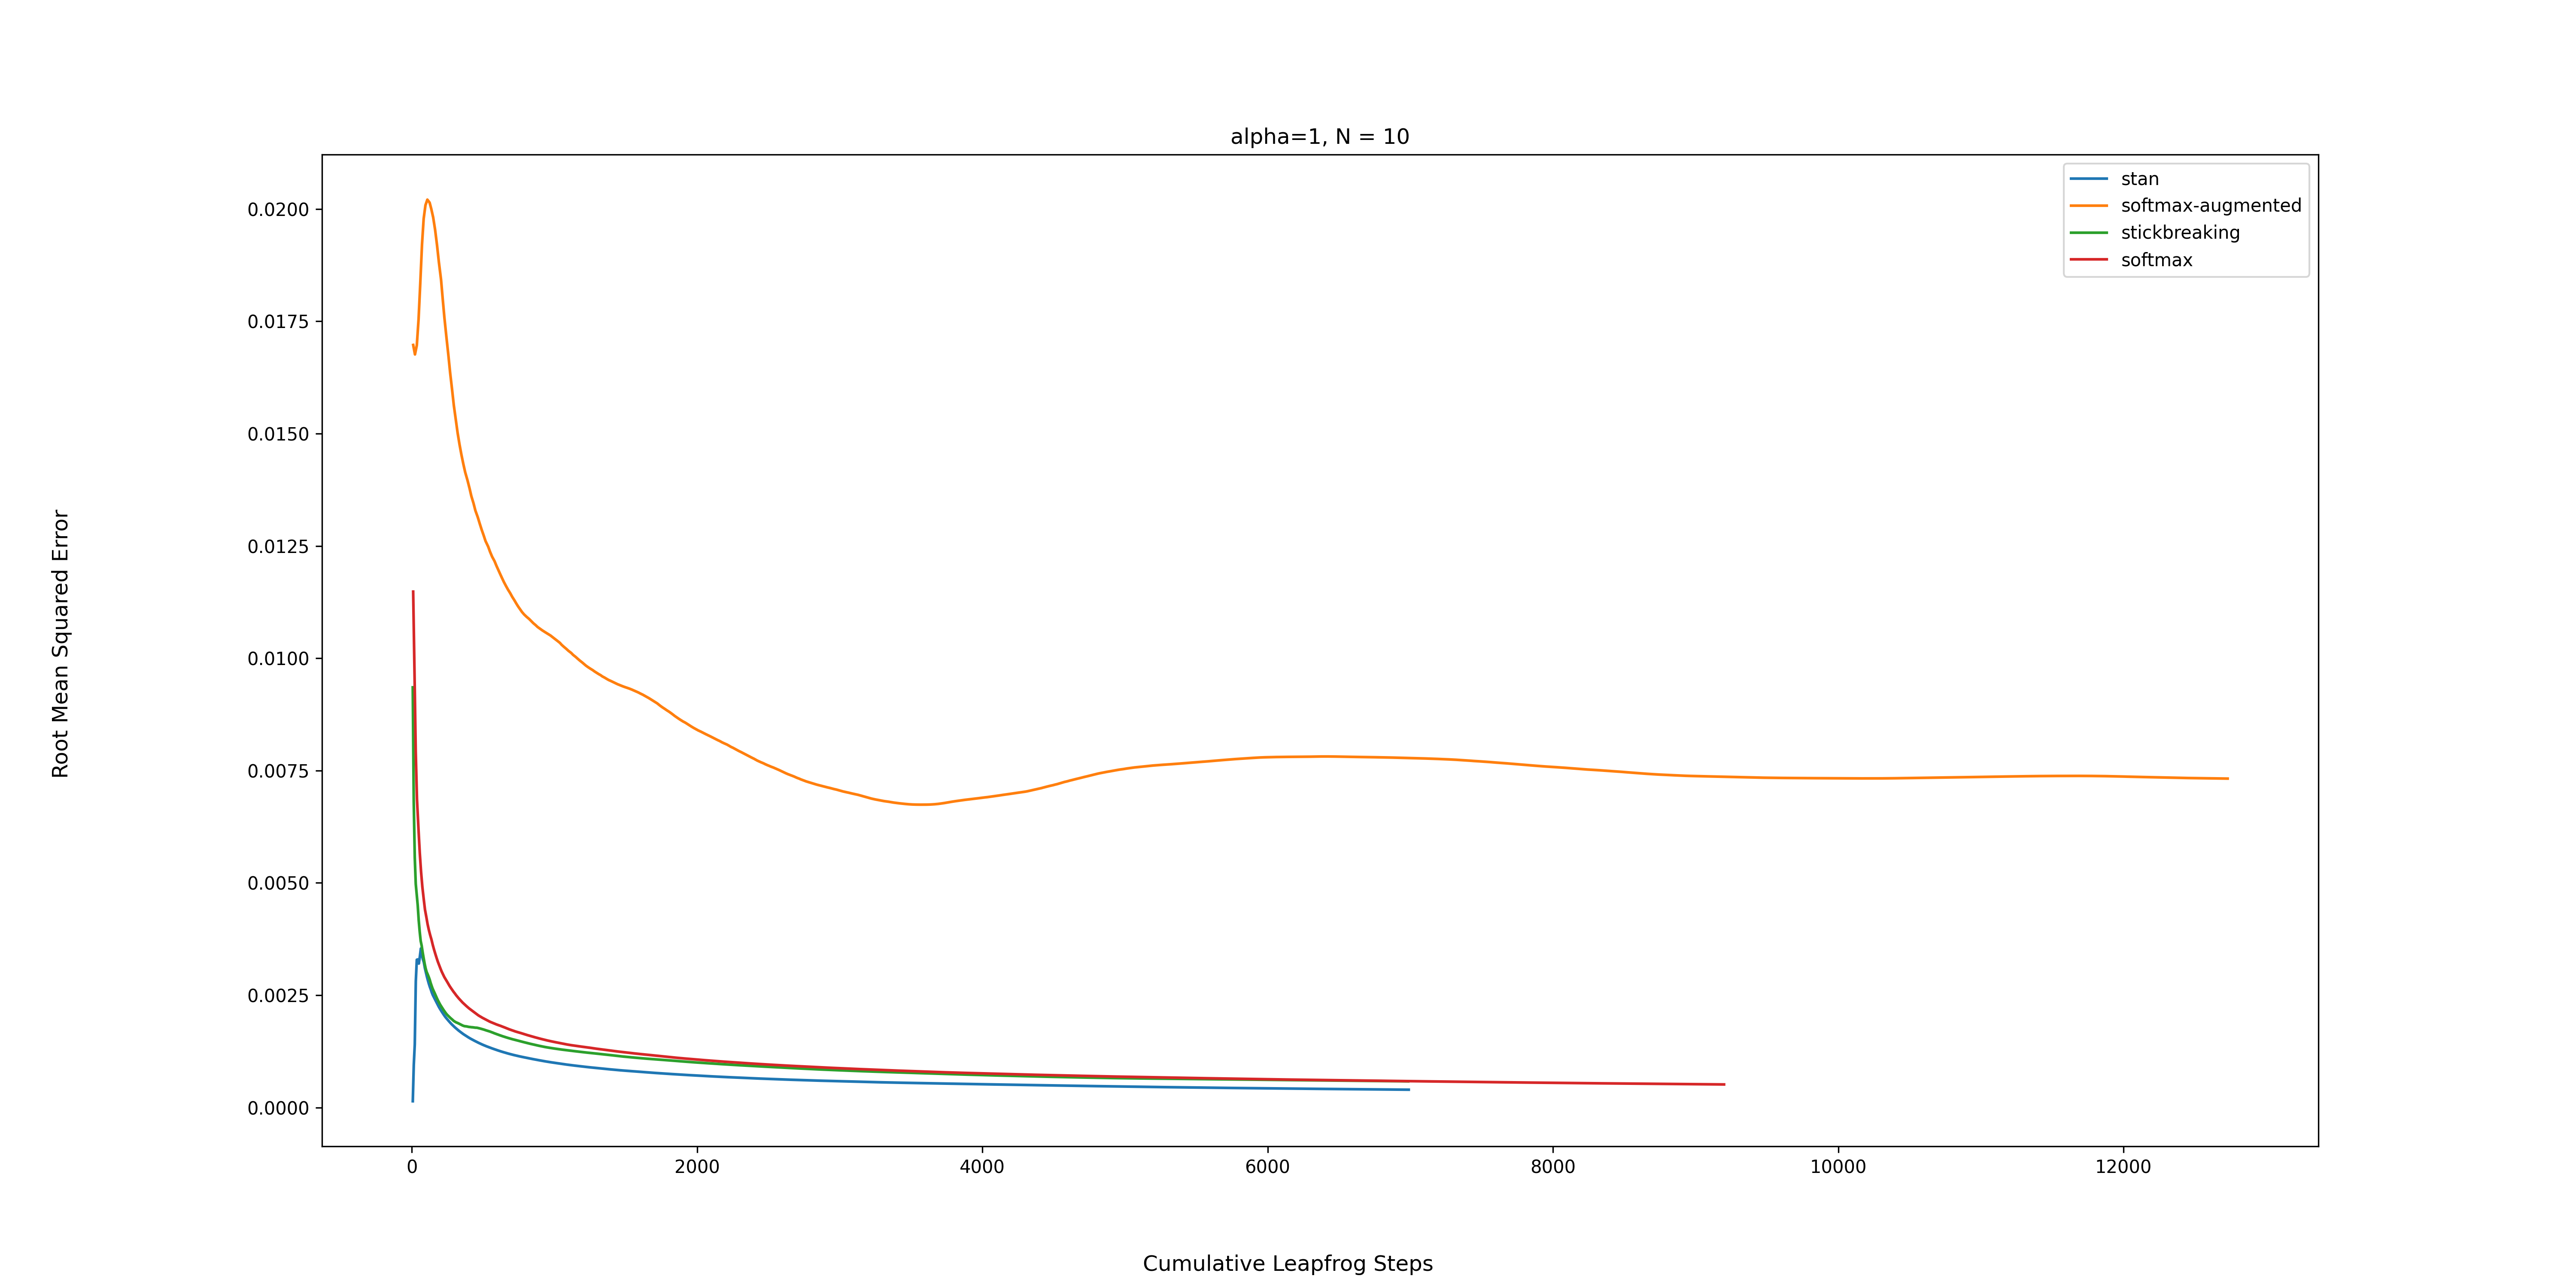 alpha=1, N = 10
stan
softmax-augmented
stickbreaking
softmax
0.0200
0.0175
0.0150
0.0125
0.0100
0.0075
0.0050
0.0025
0.0000
Root Mean Squared Error
0 2000 4000 6000 8000 10000 12000
Cumulative Leapfrog Steps